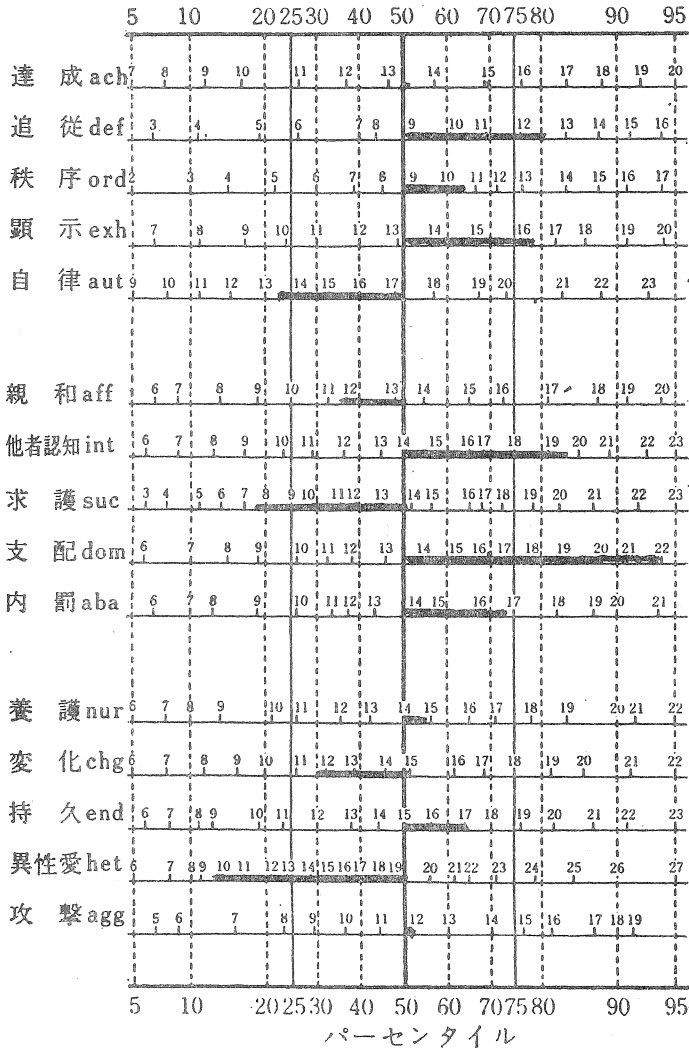 5 10 20 25 30 40 50 60 70 75 80 90 95
達成 ach 7 8 9 10 11 12 13 14 15 16 17 18 19 20
追従 def 3 4 5 6 7 8 9 10 11 12 13 14 15 16
秩序 ord 2 3 4 5 6 7 8 9 10 11 12 13 14 15 16 17
顕示 exh 7 8 9 10 11 12 13 14 15 16 17 18 19 20
自律 aut 9 10 11 12 13 14 15 16 17 18 19 20 21 22 23
親和 aff 6 7 8 9 10 11 12 13 14 15 16 17 18 19 20
他者認知 int 6 7 8 9 10 11 12 13 14 15 16 17 18 19 20 21 22 23
求護 suc 3 4 5 6 7 8 9 10 11 12 13 14 15 16 17 18 19 20 21 22 23
支配 dom 6 7 8 9 10 11 12 13 14 15 16 17 18 19 20 21 22
内罰 aba 6 7 8 9 10 11 12 13 14 15 16 17 18 19 20 21
養護 nur 6 7 8 9 10 11 12 13 14 15 16 17 18 19 20 21 22
変化 chg 6 7 8 9 10 11 12 13 14 15 16 17 18 19 20 21 22
持久 end 6 7 8 9 10 11 12 13 14 15 16 17 18 19 20 21 22 23
異性愛 het 6 7 8 9 10 11 12 13 14 15 16 17 18 19 20 21 22 23 24 25 26 27
攻撃 agg 5 6 7 8 9 10 11 12 13 14 15 16 17 18 19
5 10 20 25 30 40 50 60 70 75 80 90 95
パーセンタイル